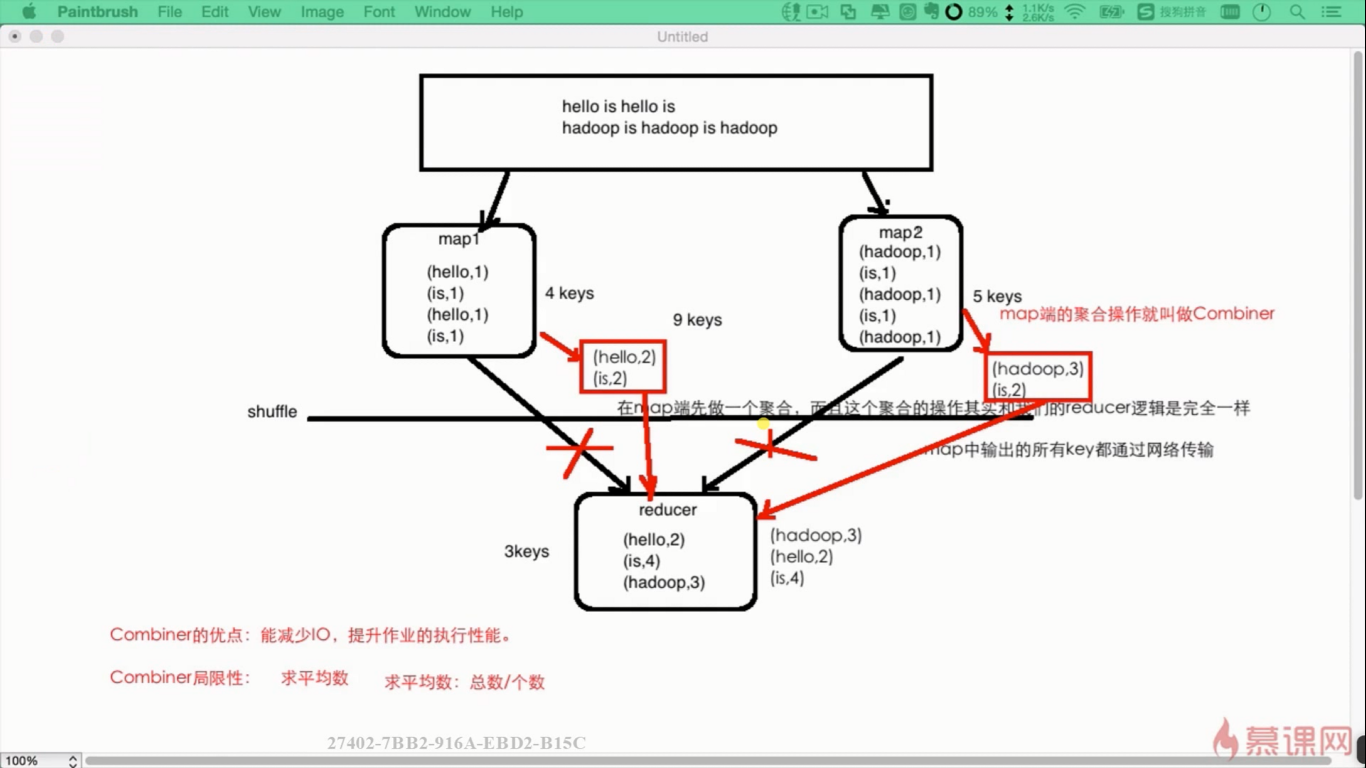 Paintbrush File Edit View Image Font Window Help
89% 1.1K/s
2.6K/s
搜狗拼音
Untitled
hello is hello is
hadoop is hadoop is hadoop
map1
(hello,1)
(is,1)
(hello,1)
(is,1)
4 keys
9 keys
(hello,2)
(is,2)
map2
(hadoop,1)
(is,1)
(hadoop,1)
(is,1)
(hadoop,1)
5 keys
map端的聚合操作就叫做Combiner
(hadoop,3)
(is,2)
shuffle
在map端先做一个聚合，而且这个聚合的操作其实和我们的reducer逻辑是完全一样
map中输出的所有key都通过网络传输
reducer
(hello,2)
(is,4)
(hadoop,3)
3keys
(hadoop,3)
(hello,2)
(is,4)
Combiner的优点：能减少IO，提升作业的执行性能。
Combiner局限性： 求平均数 求平均数：总数/个数
27402-7BB2-916A-EBD2-B15C
慕课网
100%